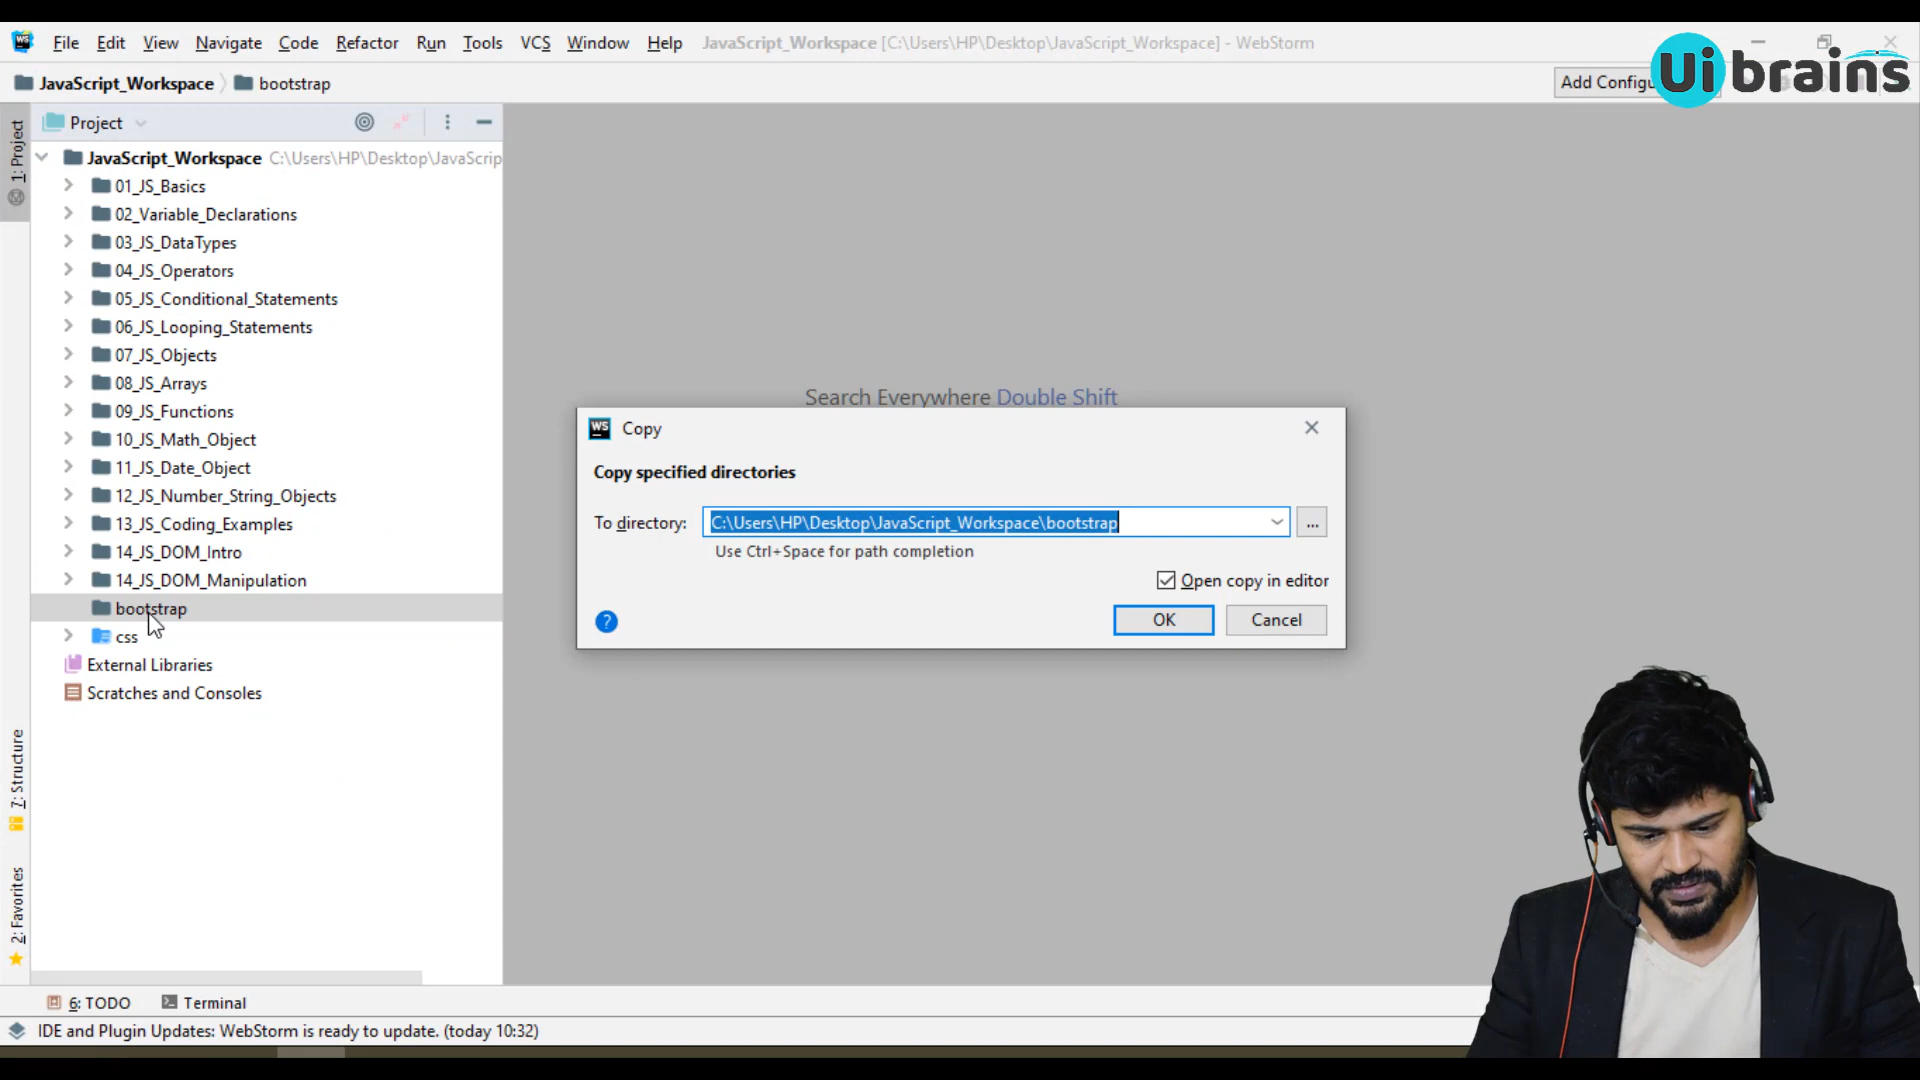 WS File Edit View Navigate Code Refactor Run Tools VCS Window Help JavaScript_Workspace [C:\Users\HP\Desktop\JavaScript_Workspace] - WebStorm
JavaScript_Workspace bootstrap Add Configu
Ui brains
1: Project
Project
JavaScript_Workspace C:\Users\HP\Desktop\JavaScrip
01_JS_Basics
02_Variable_Declarations
03_JS_DataTypes
04_JS_Operators
05_JS_Conditional_Statements
06_JS_Looping_Statements
07_JS_Objects
08_JS_Arrays
09_JS_Functions
10_JS_Math_Object
11_JS_Date_Object
12_JS_Number_String_Objects
13_JS_Coding_Examples
14_JS_DOM_Intro
14_JS_DOM_Manipulation
bootstrap
css
External Libraries
Scratches and Consoles
Search Everywhere Double Shift
WS Copy
Copy specified directories
To directory: C:\Users\HP\Desktop\JavaScript_Workspace\bootstrap ...
Use Ctrl+Space for path completion
Open copy in editor
? OK Cancel
7: Structure
2: Favorites
6: TODO Terminal
IDE and Plugin Updates: WebStorm is ready to update. (today 10:32)